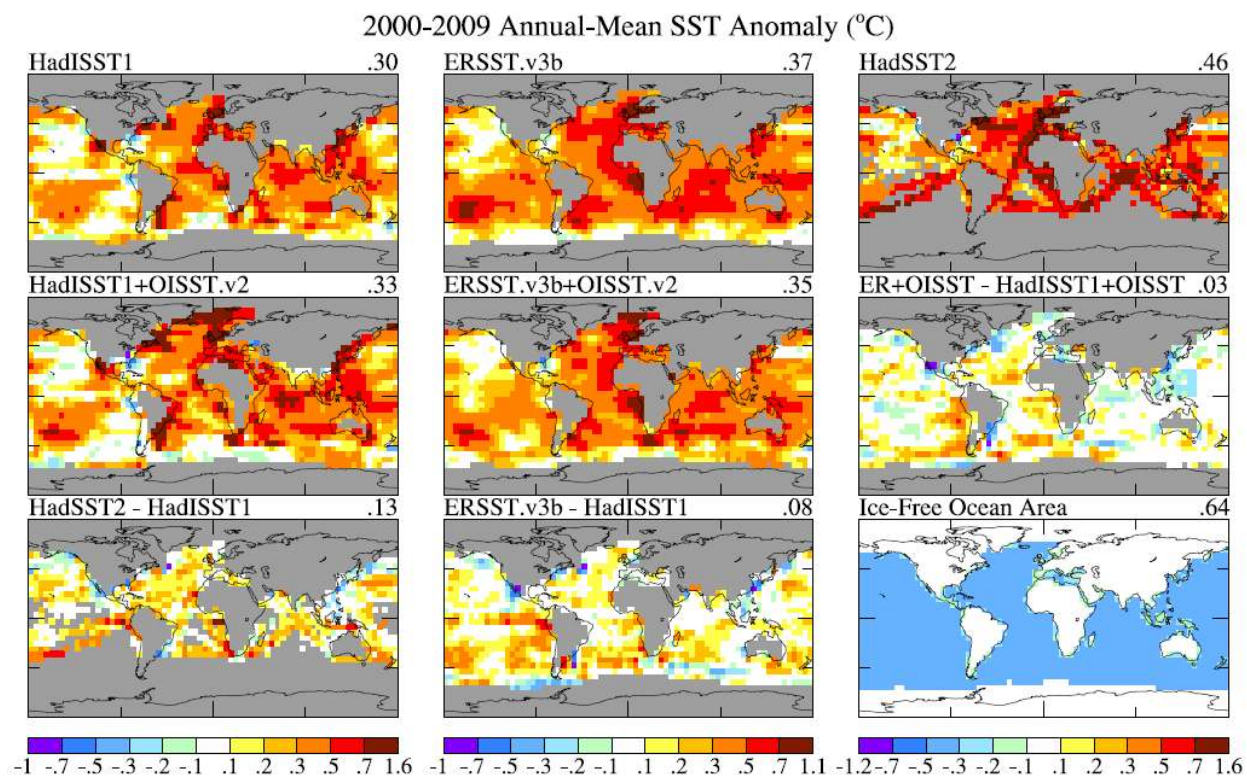 2000-2009 Annual-Mean SST Anomaly (°C)
HadISST1 .30
ERSST.v3b .37
HadSST2 .46
HadISST1+OISST.v2 .33
ERSST.v3b+OISST.v2 .35
ER+OISST - HadISST1+OISST .03
HadSST2 - HadISST1 .13
ERSST.v3b - HadISST1 .08
Ice-Free Ocean Area .64
-1 -.7 -.5 -.3 -.2 -.1 .1 .2 .3 .5 .7 1.6
-1 -.7 -.5 -.3 -.2 -.1 .1 .2 .3 .5 .7 1.1
-1.2 -.7 -.5 -.3 -.2 -.1 .1 .2 .3 .5 .7 1.6